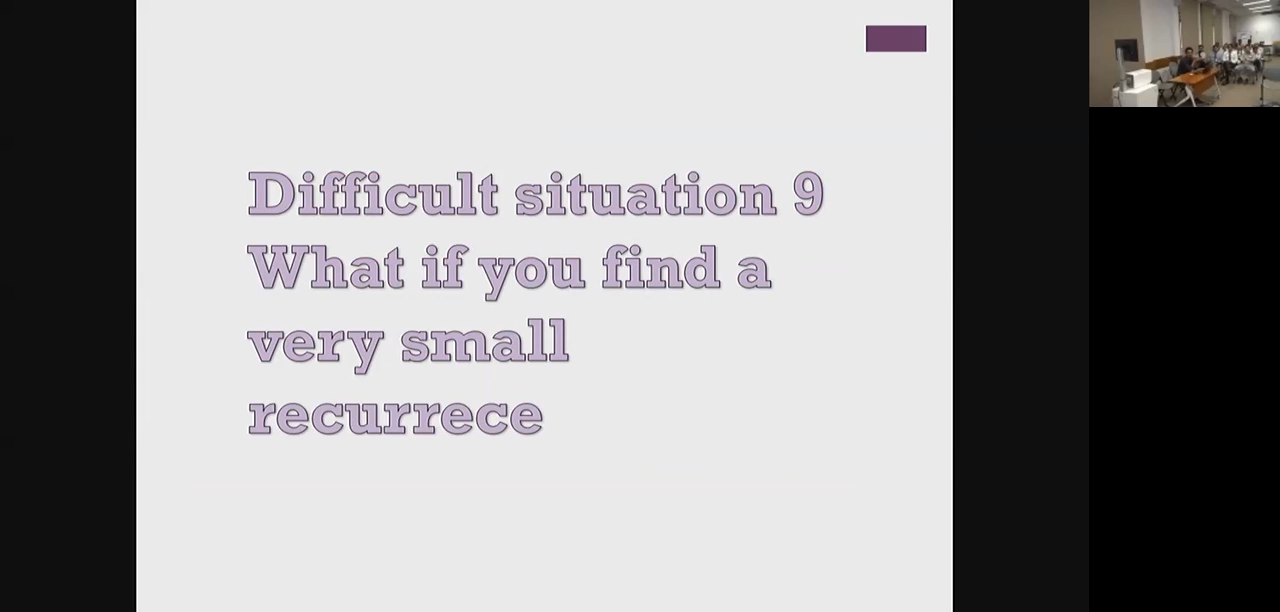 Difficult situation 9
What if you find a
very small
recurrece